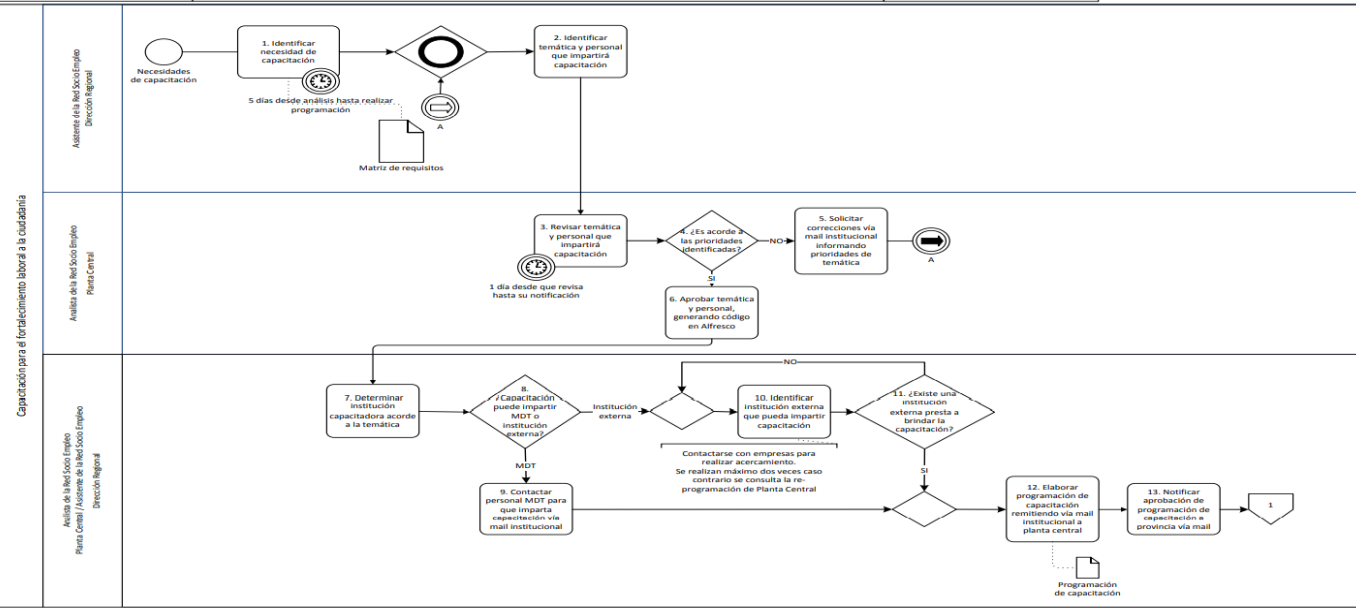 Capacitación para el fortalecimiento laboral a la ciudadanía
Asistente de la Red Socio Empleo
Dirección Regional
Necesidades
de capacitación
1. Identificar
necesidad de
capacitación
5 días desde análisis hasta realizar
programación
Matriz de requisitos
A
2. Identificar
temática y personal
que impartirá
capacitación
Analista de la Red Socio Empleo
Planta Central
3. Revisar temática
y personal que
impartirá
capacitación
1 día desde que revisa
hasta su notificación
4. ¿Es acorde a
las prioridades
identificadas?
NO
5. Solicitar
correcciones vía
mail institucional
informando
prioridades de
temática
A
SI
6. Aprobar temática
y personal,
generando código
en Alfresco
Analista de la Red Socio Empleo
Planta Central / Asistente de la Red Socio Empleo
Dirección Regional
7. Determinar
institución
capacitadora acorde
a la temática
8.
¿Capacitación
puede impartir
MDT o
institución
externa?
Institución
externa
MDT
9. Contactar
personal MDT para
que imparta
capacitación vía
mail institucional
NO
10. Identificar
institución externa
que pueda impartir
capacitación
Contactarse con empresas para
realizar acercamiento.
Se realizan máximo dos veces caso
contrario se consulta la re-
programación de Planta Central
11. ¿Existe una
institución
externa presta a
brindar la
capacitación?
SI
12. Elaborar
programación de
capacitación
remitiendo vía mail
institucional a
planta central
Programación
de capacitación
13. Notificar
aprobación de
programación de
capacitación a
provincia vía mail
1